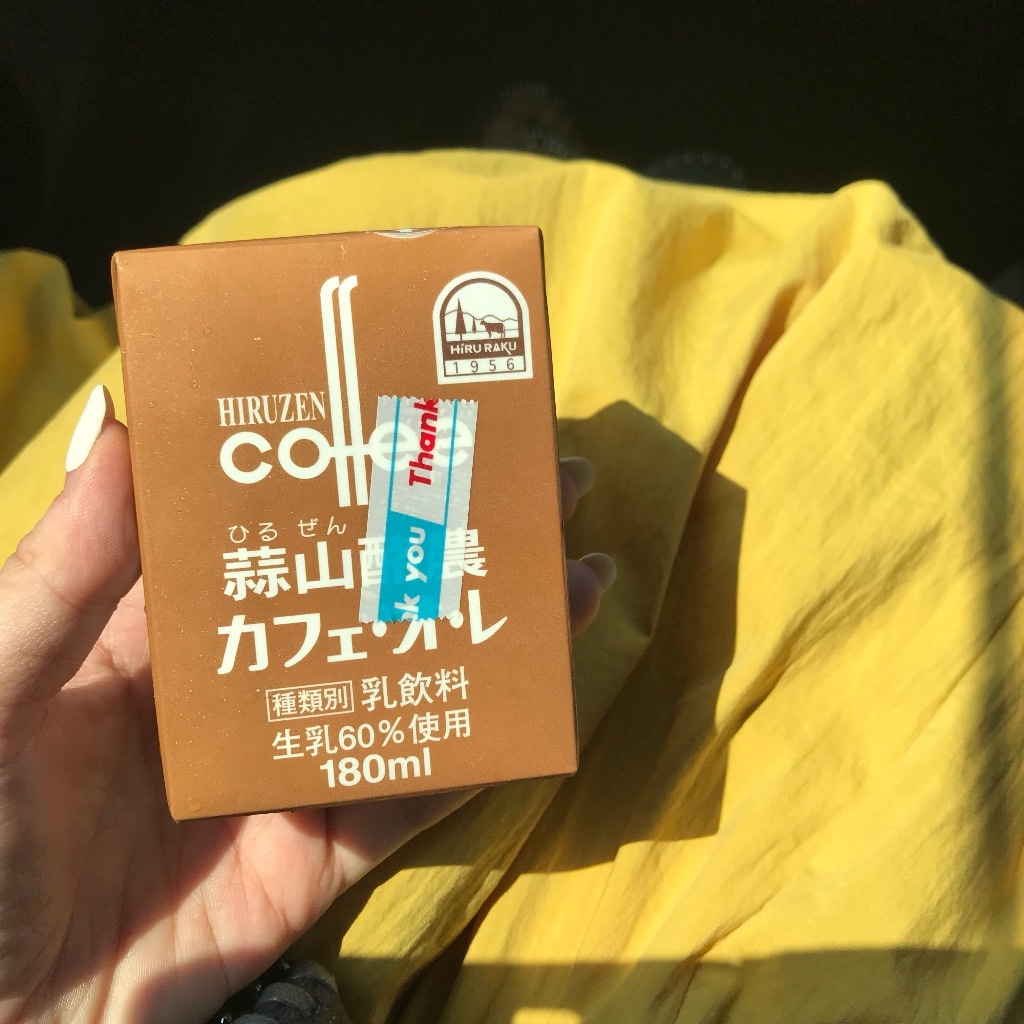 HIRU RAKU
1956
HIRUZEN
coffee
Thank
nk you
ひるぜん
蒜山酪農
カフェ・オ・レ
種類別 乳飲料
生乳60%使用
180ml